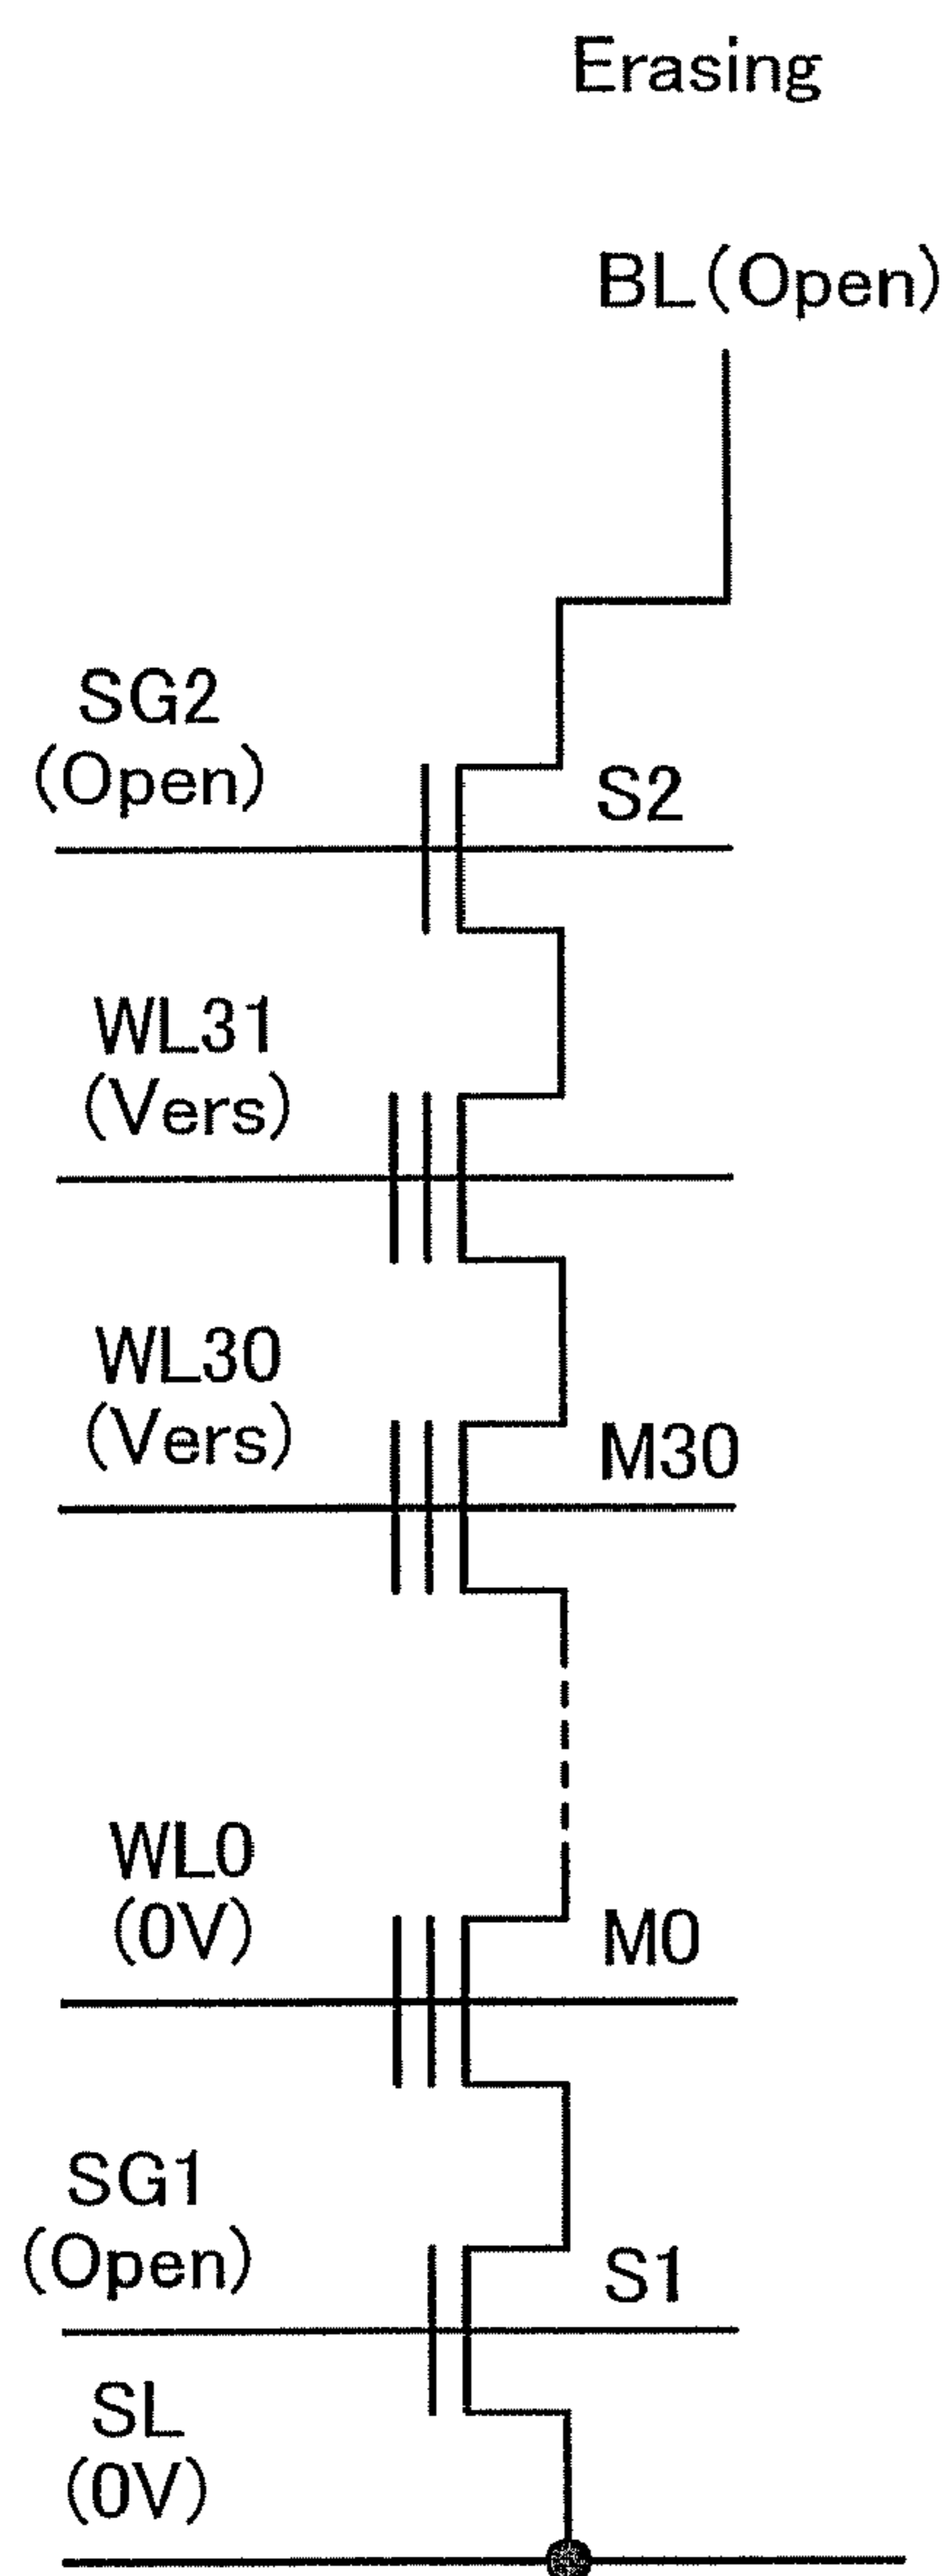 Erasing
BL(Open)
SG2
(Open)
S2
WL31
(Vers)
WL30
(Vers)
M30
WL0
(0V)
M0
SG1
(Open)
S1
SL
(0V)